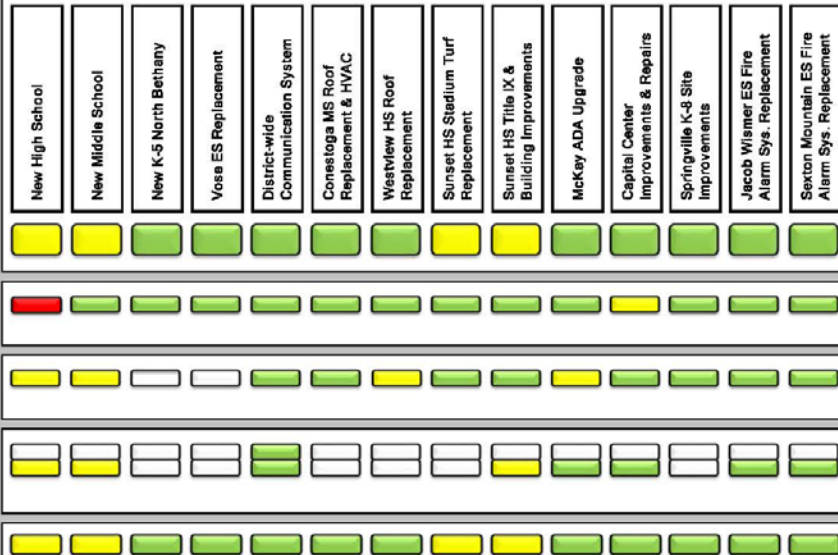 New High School
New Middle School
New K-5 North Bethany
Vose ES Replacement
District-wide
Communication System
Conestoga MS Roof
Replacement & HVAC
Westview HS Roof
Replacement
Sunset HS Stadium Turf
Replacement
Sunset HS Title IX &
Building Improvements
McKay ADA Upgrade
Capital Center
Improvements & Repairs
Springville K-8 Site
Improvements
Jacob Wismer ES Fire
Alarm Sys. Replacement
Sexton Mountain ES Fire
Alarm Sys. Replacement